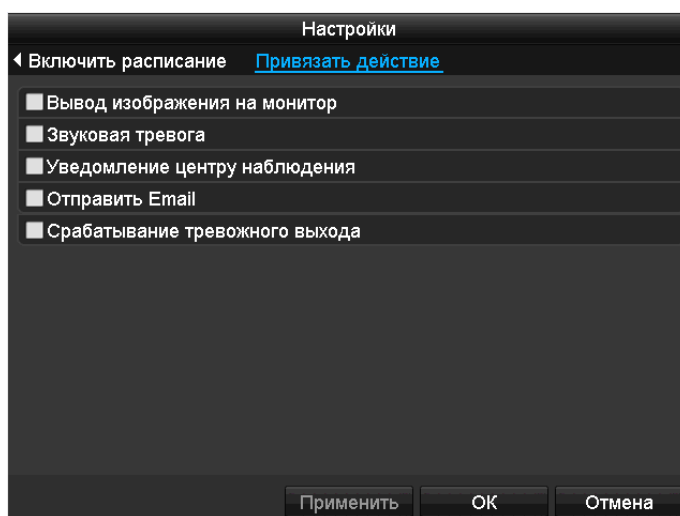 Настройки
Включить расписание Привязать действие
Вывод изображения на монитор
Звуковая тревога
Уведомление центру наблюдения
Отправить Email
Срабатывание тревожного выхода
Применить ОК Отмена